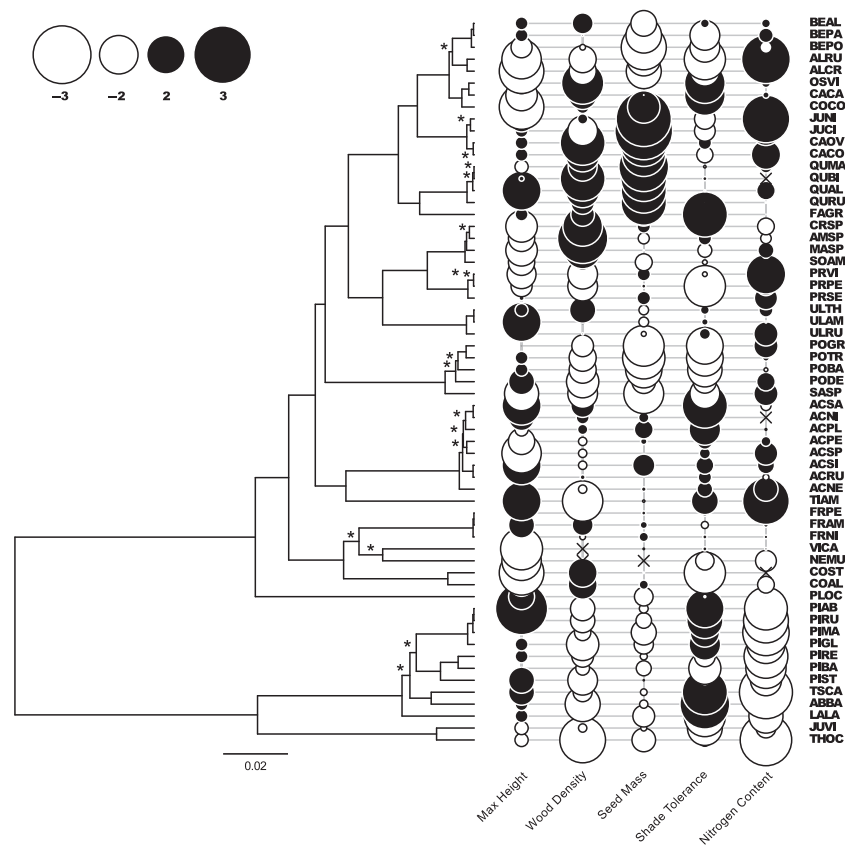 −3 −2 2 3
BEAL
BEPA
BEPO
ALRU
ALCR
OSVI
CACA
COCO
JUNI
JUCI
CAOV
CACO
QUMA
QUBI
QUAL
QURU
FAGR
CRSP
AMSP
MASP
SOAM
PRVI
PRPE
PRSE
ULTH
ULAM
ULRU
POGR
POTR
POBA
PODE
SASP
ACSA
ACNI
ACPL
ACPE
ACSP
ACSI
ACRU
ACNE
TIAM
FRPE
FRAM
FRNI
VICA
NEMU
COST
COAL
PLOC
PIAB
PIRU
PIMA
PIGL
PIRE
PIBA
PIST
TSCA
ABBA
LALA
JUVI
THOC
0.02
Max Height
Wood Density
Seed Mass
Shade Tolerance
Nitrogen Content